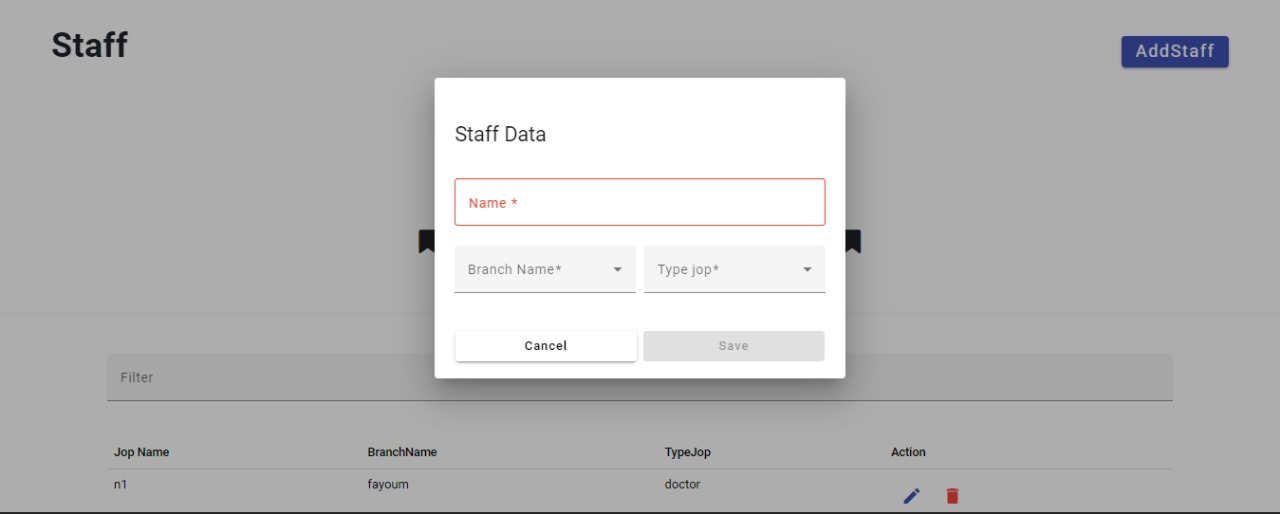 Staff
AddStaff
Staff Data
Name *
Branch Name*
Type jop*
Cancel
Save
Filter
Jop Name BranchName TypeJop Action
n1 fayoum doctor